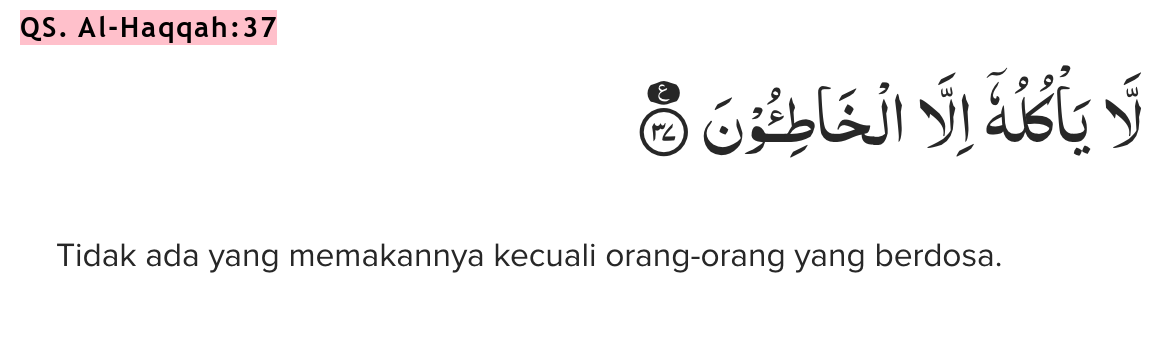 QS. Al-Haqqah:37
لَّا يَأْكُلُهٗٓ اِلَّا الْخَاطِـُٔوْنَ ࣖ ٣٧
Tidak ada yang memakannya kecuali orang-orang yang berdosa.